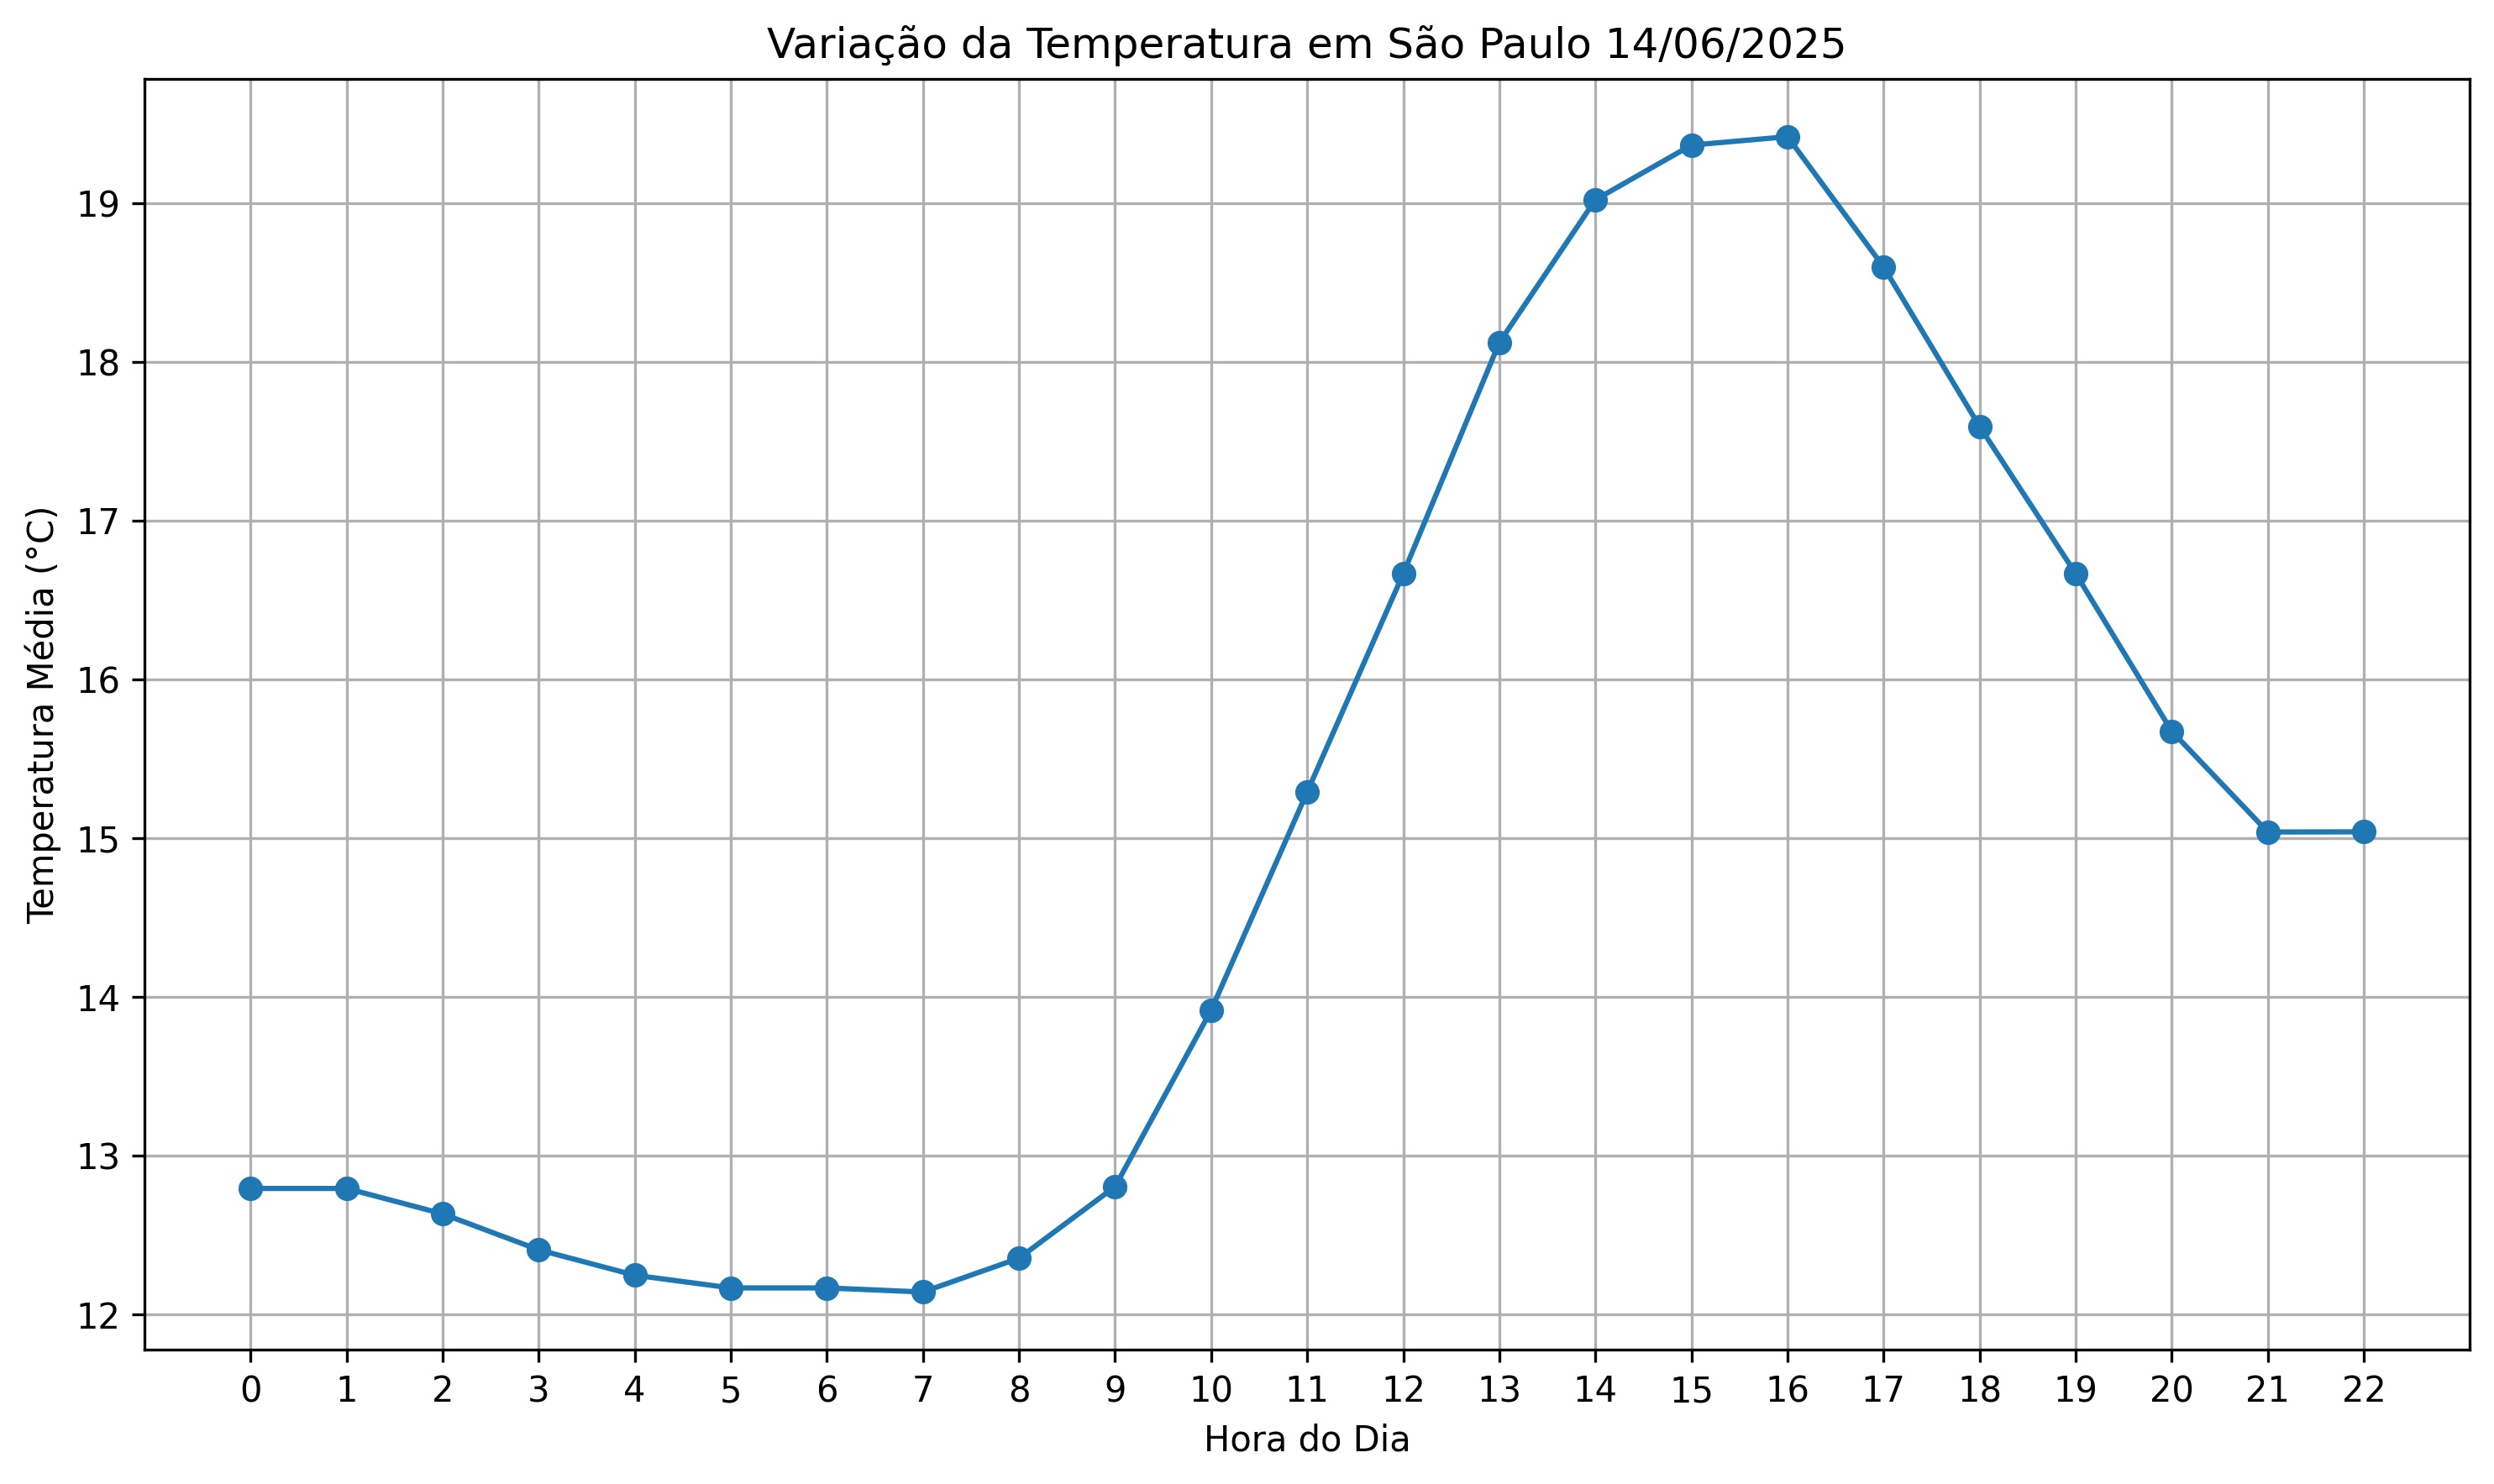 Variação da Temperatura em São Paulo 14/06/2025
Temperatura Média (°C)
19
18
17
16
15
14
13
12
0 1 2 3 4 5 6 7 8 9 10 11 12 13 14 15 16 17 18 19 20 21 22
Hora do Dia